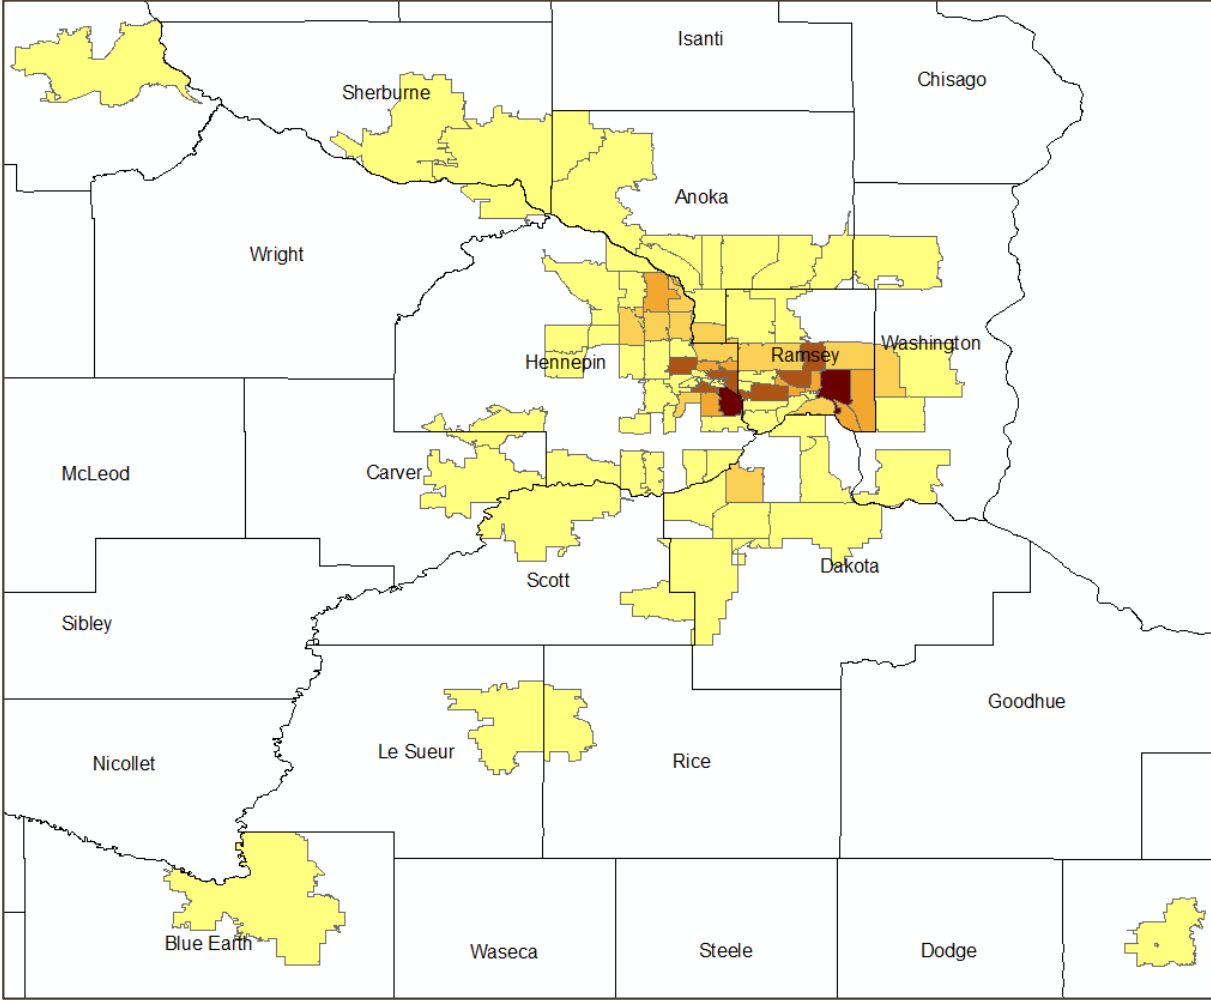 Isanti
Chisago
Sherburne
Anoka
Wright
Washington
Ramsey
Hennepin
McLeod
Carver
Dakota
Scott
Sibley
Goodhue
Le Sueur
Rice
Nicollet
Blue Earth
Waseca
Steele
Dodge